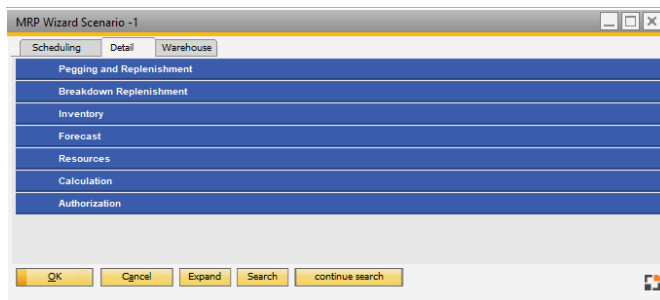 MRP Wizard Scenario -1
Scheduling Detail Warehouse
Pegging and Replenishment
Breakdown Replenishment
Inventory
Forecast
Resources
Calculation
Authorization
OK Cancel Expand Search continue search